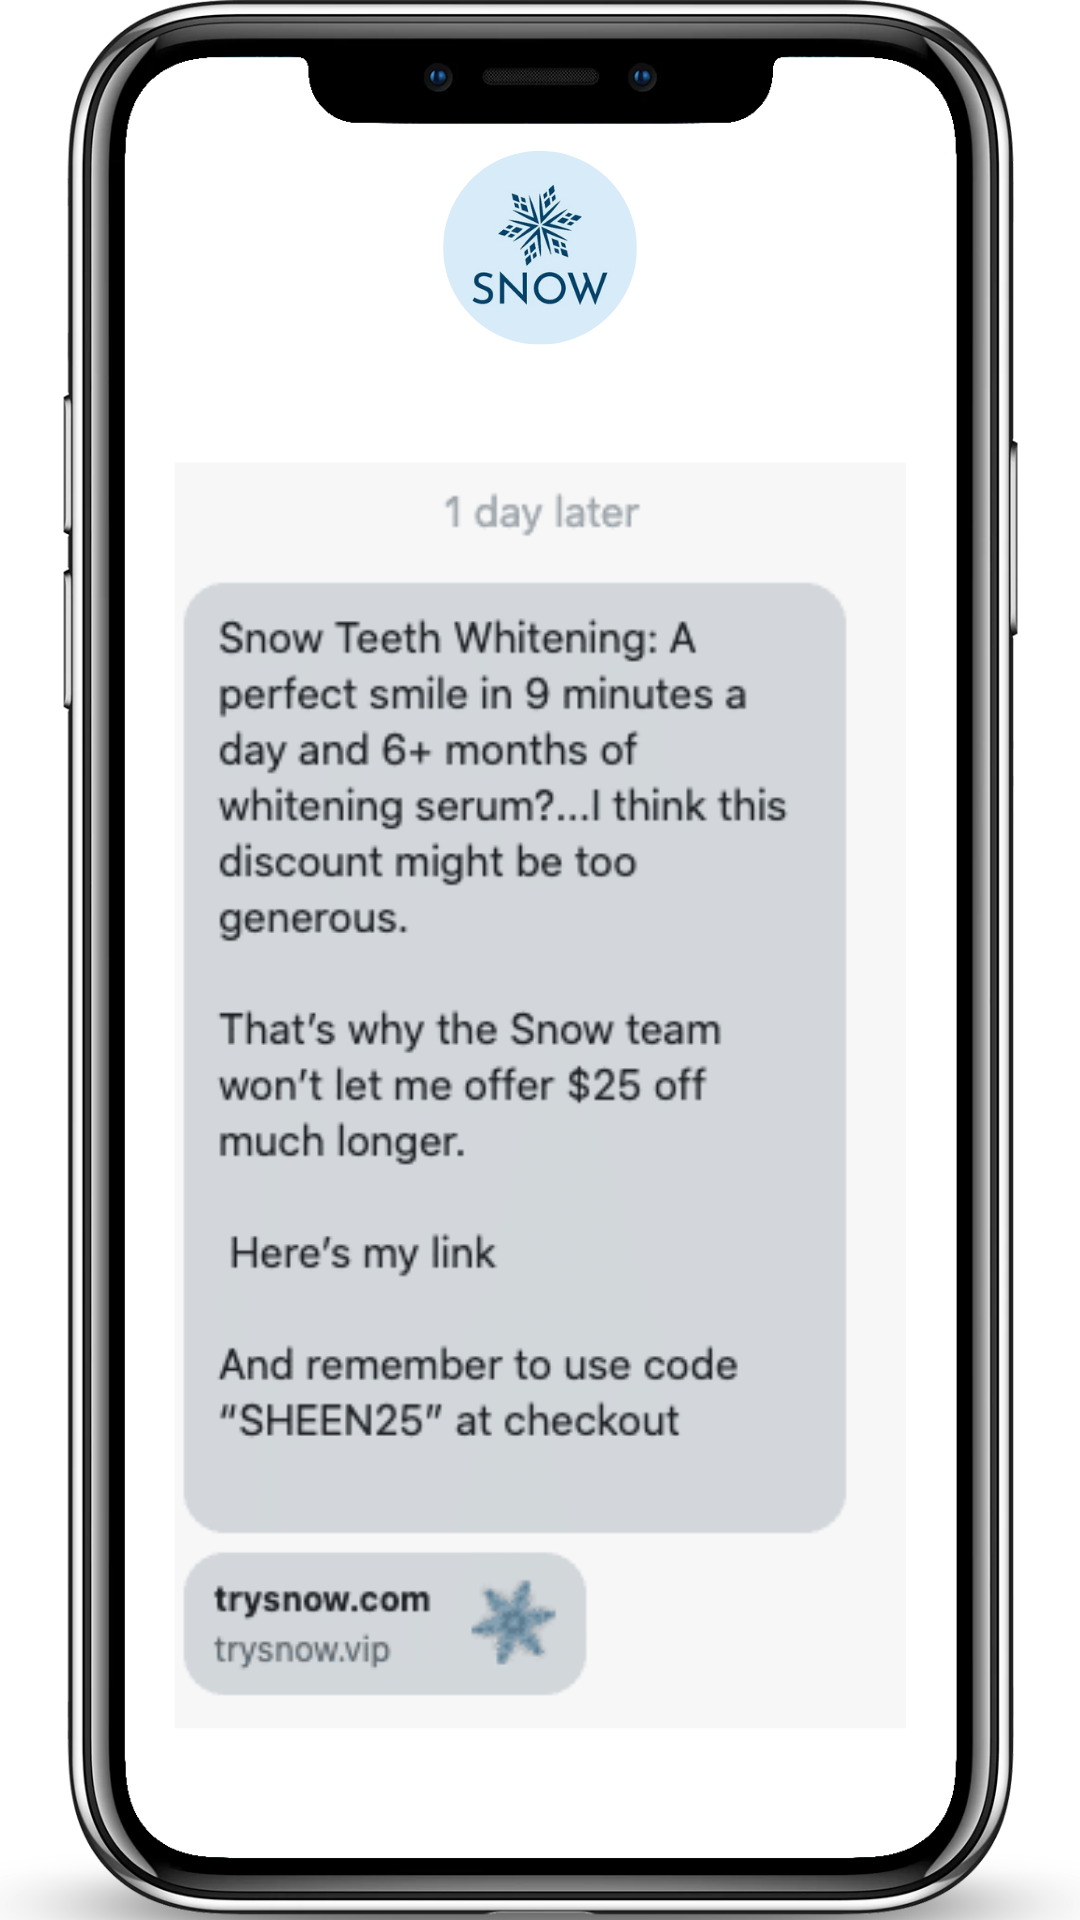 SNOW
1 day later
Snow Teeth Whitening: A
perfect smile in 9 minutes a
day and 6+ months of
whitening serum?...I think this
discount might be too
generous.
That’s why the Snow team
won’t let me offer $25 off
much longer.
Here’s my link
And remember to use code
“SHEEN25” at checkout
trysnow.com
trysnow.vip